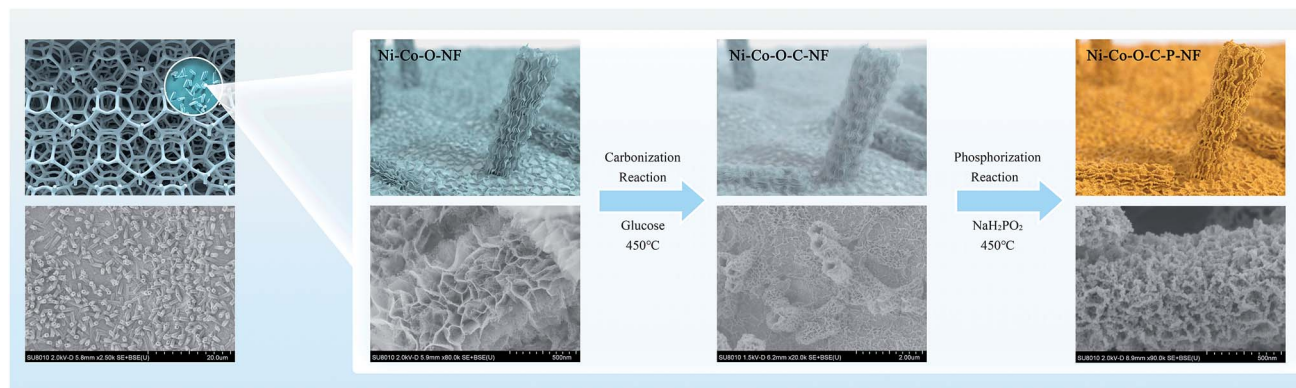 Ni-Co-O-NF
Ni-Co-O-C-NF
Ni-Co-O-C-P-NF
Carbonization
Reaction
Glucose
450℃
Phosphorization
Reaction
NaH₂PO₂
450℃
SU8010 2.0kV-D 5.8mm x2.50k SE+BSE(U) 20.0um
SU8010 2.0kV-D 5.9mm x80.0k SE+BSE(U) 500nm
SU8010 1.5kV-D 6.2mm x20.0k SE+BSE(U) 2.00um
SU8010 2.0kV-D 8.9mm x90.0k SE+BSE(U) 500nm